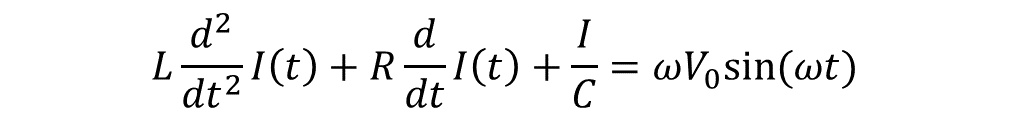 L d²/dt² I(t) + R d/dt I(t) + I/C = ωV₀sin(ωt)